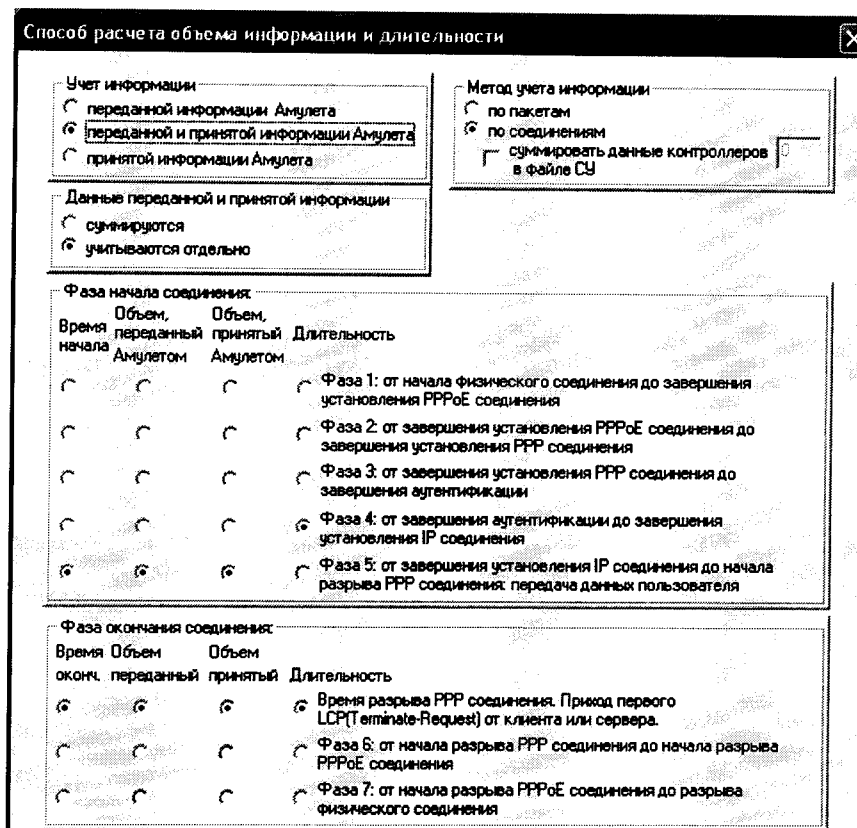 Способ расчета объема информации и длительности
Учет информации
переданной информации Амулета
переданной и принятой информации Амулета
принятой информации Амулета
Метод учета информации
по пакетам
по соединениям
суммировать данные контроллеров 0
в файле СУ
Данные переданной и принятой информации
суммируются
учитываются отдельно
Фаза начала соединения:
Время начала
Объем, переданный Амулетом
Объем, принятый Амулетом
Длительность
Фаза 1: от начала физического соединения до завершения
установления PPPoE соединения
Фаза 2: от завершения установления PPPoE соединения до
завершения установления PPP соединения
Фаза 3: от завершения установления PPP соединения до
завершения аутентификации
Фаза 4: от завершения аутентификации до завершения
установления IP соединения
Фаза 5: от завершения установления IP соединения до начала
разрыва PPP соединения: передача данных пользователя
Фаза окончания соединения:
Время оконч.
Объем переданный
Объем принятый
Длительность
Время разрыва PPP соединения. Приход первого
LCP(Terminate-Request) от клиента или сервера.
Фаза 6: от начала разрыва PPP соединения до начала разрыва
PPPoE соединения
Фаза 7: от начала разрыва PPPoE соединения до разрыва
физического соединения